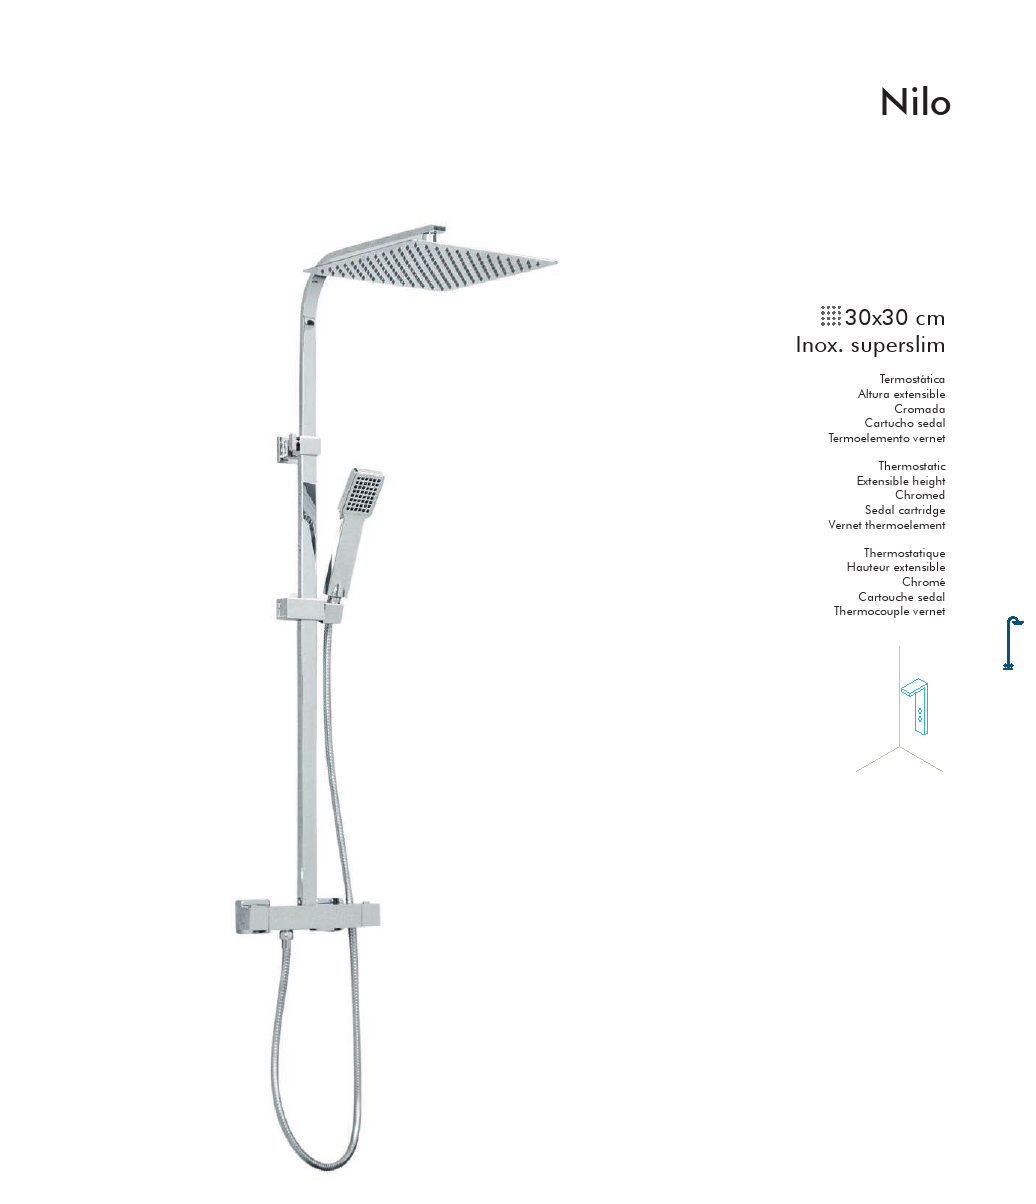 Nilo
30x30 cm
Inox. superslim
Termostática
Altura extensible
Cromada
Cartucho sedal
Termoelemento vernet
Thermostatic
Extensible height
Chromed
Sedal cartridge
Vernet thermoelement
Thermostatique
Hauteur extensible
Chromé
Cartouche sedal
Thermocouple vernet